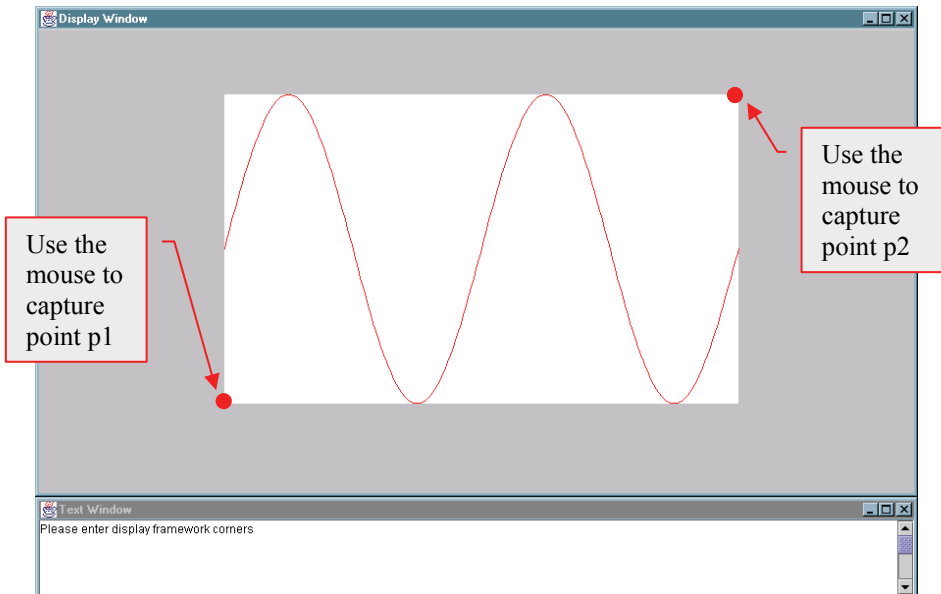 Display Window
Use the
mouse to
capture
point p2
Use the
mouse to
capture
point p1
Text Window
Please enter display framework corners